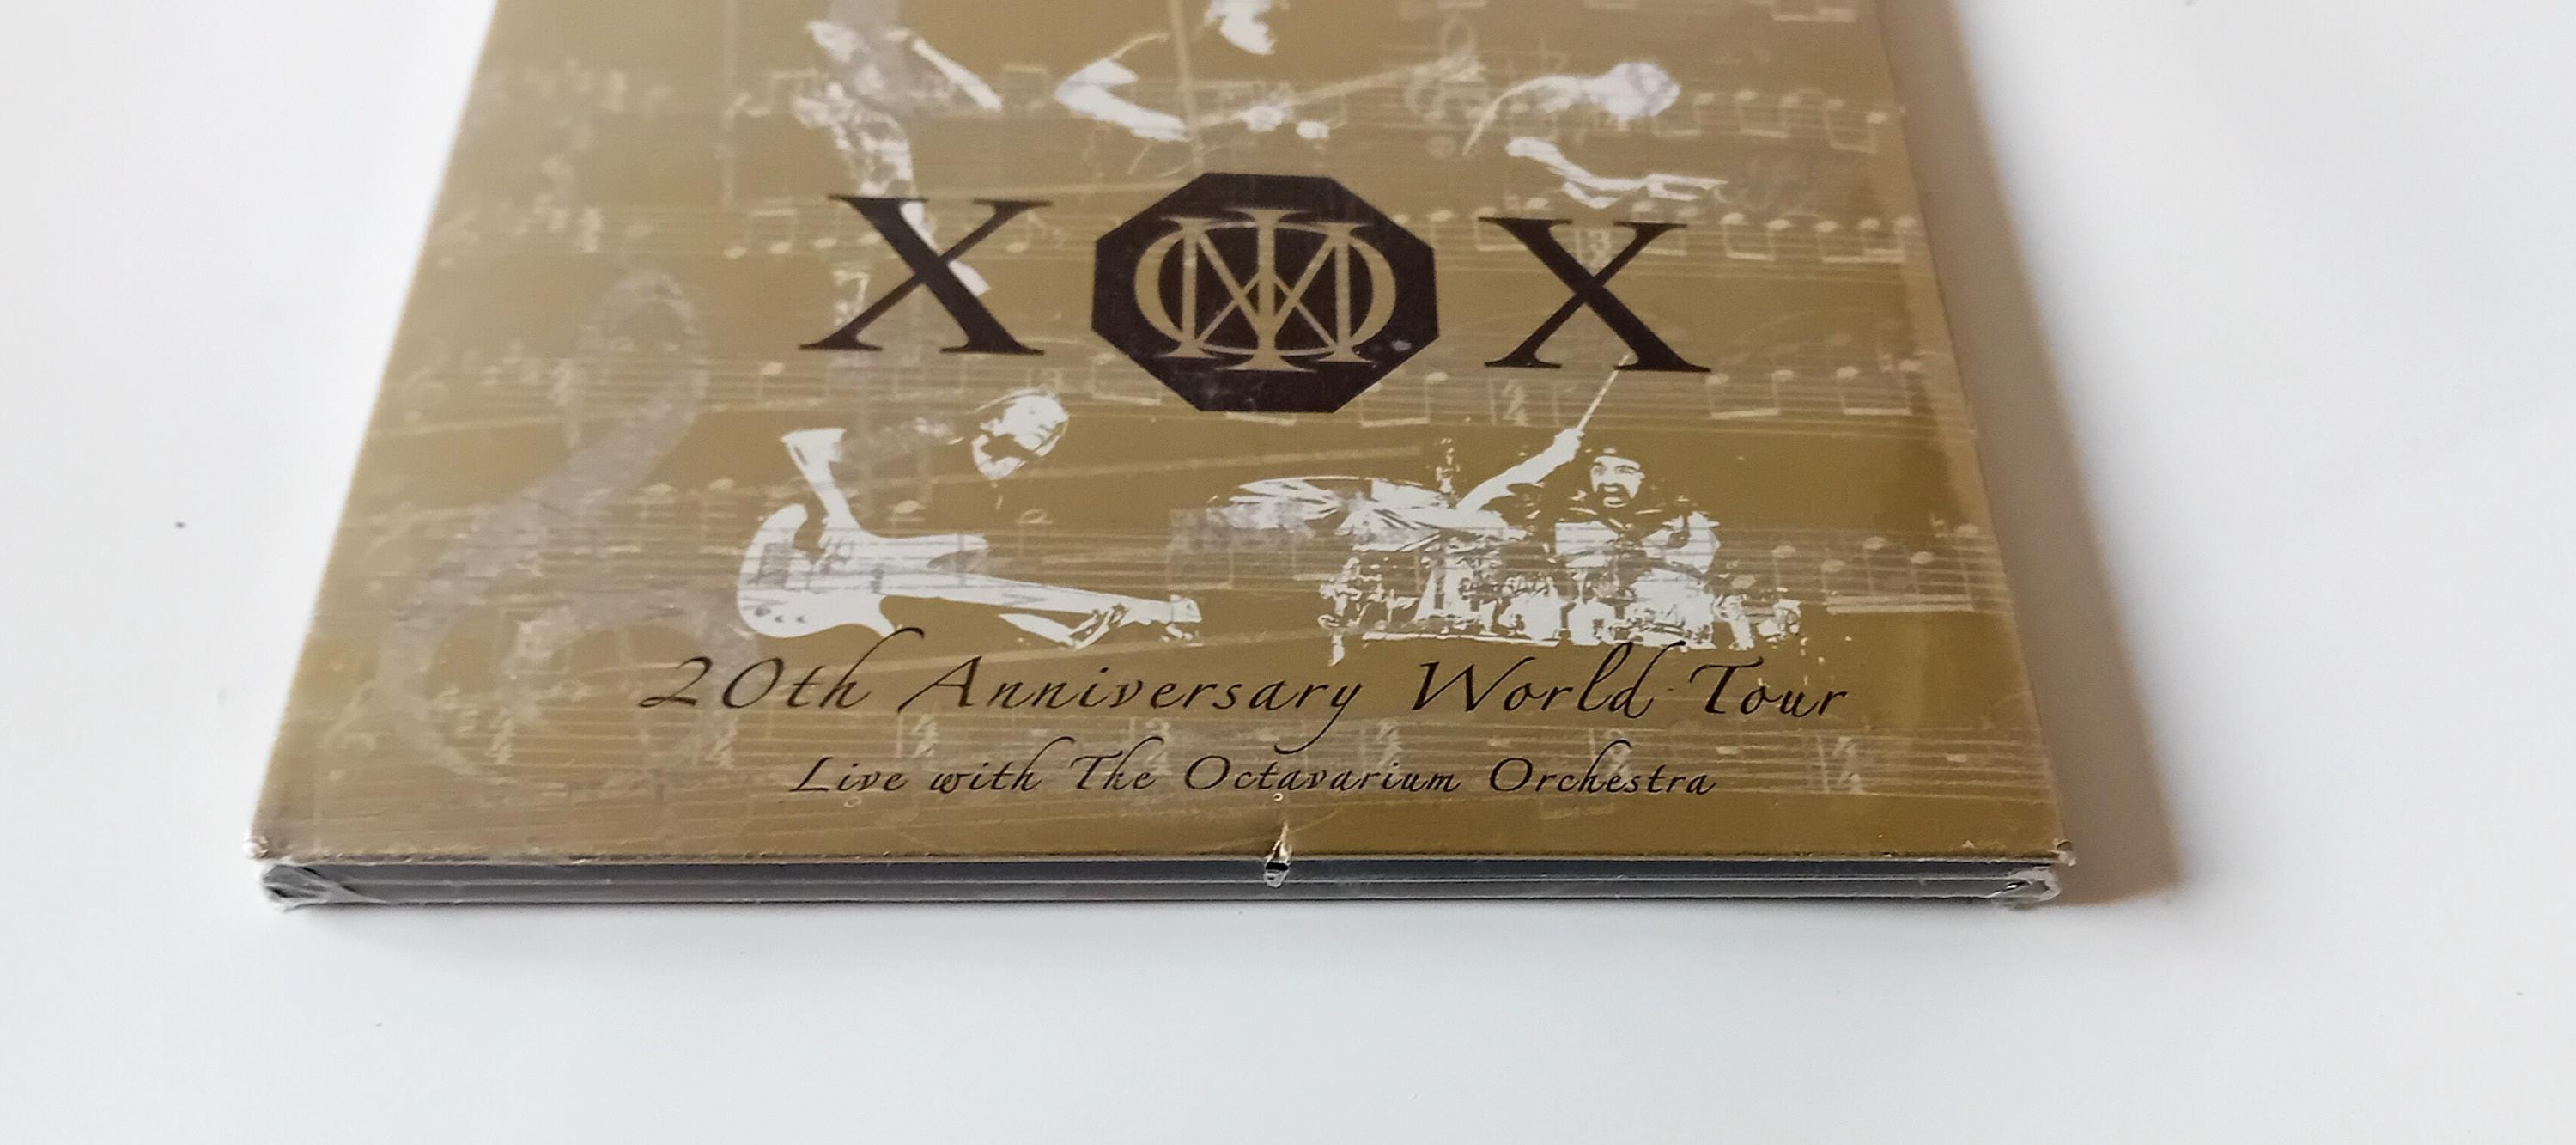 X X
20th Anniversary World Tour
Live with The Octavarium Orchestra